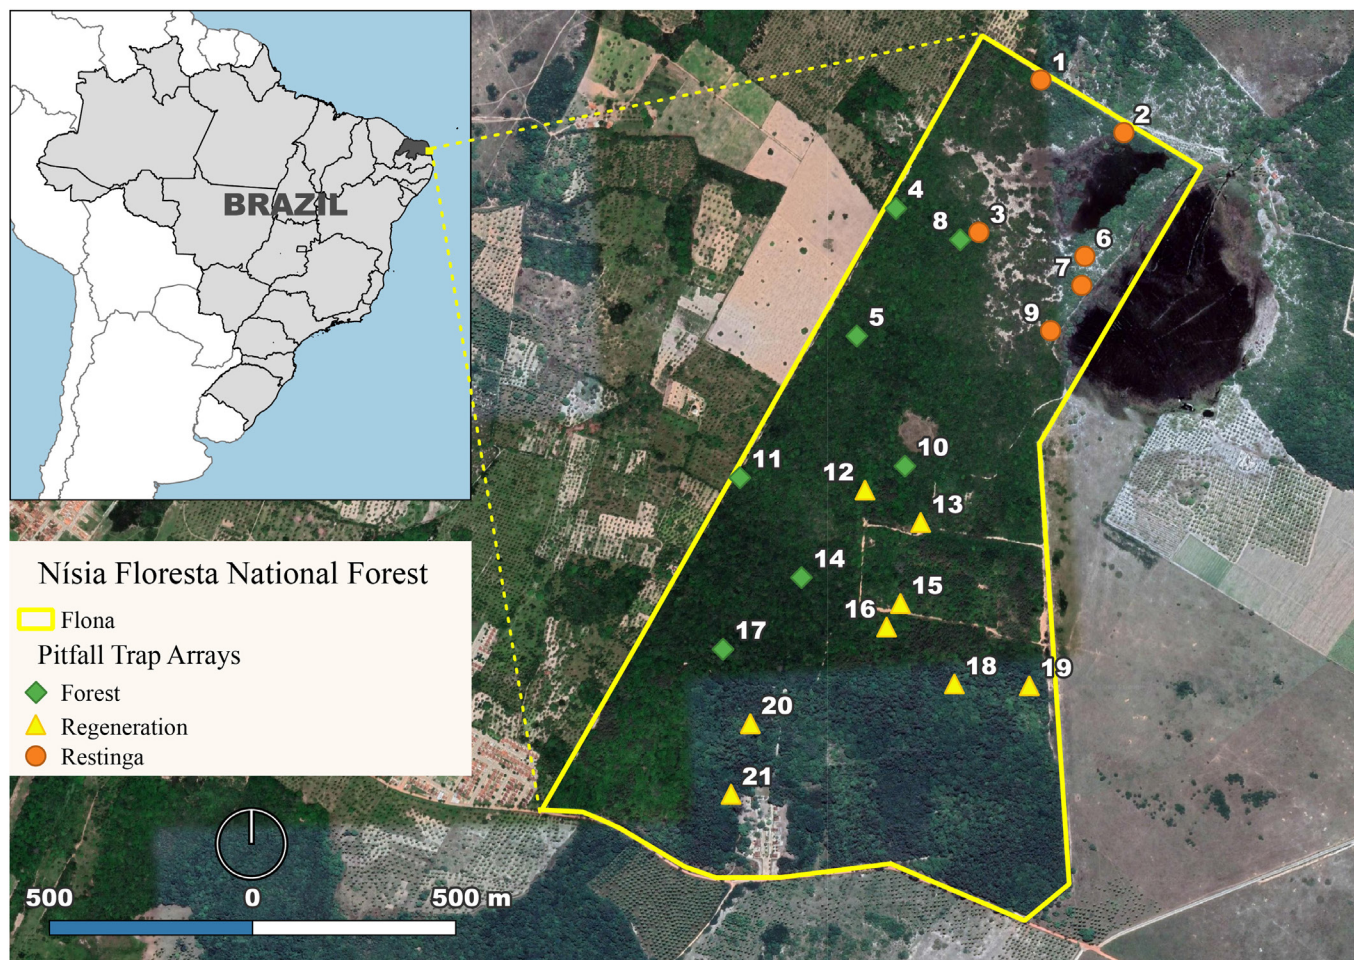 BRAZIL
1
2
4
8
3
6
7
5
9
10
11
12
13
14
15
16
17
18
19
20
21
Nísia Floresta National Forest
Flona
Pitfall Trap Arrays
Forest
Regeneration
Restinga
500 0 500 m